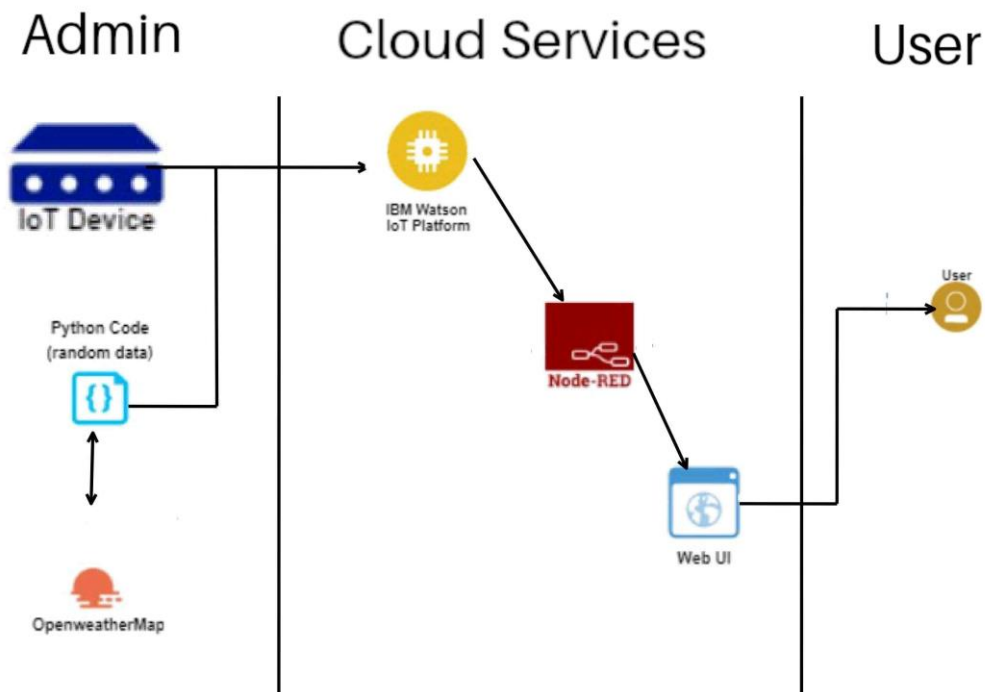 Admin
Cloud Services
User
IoT Device
IBM Watson
IoT Platform
User
Python Code
(random data)
{}
Node-RED
Web UI
OpenweatherMap